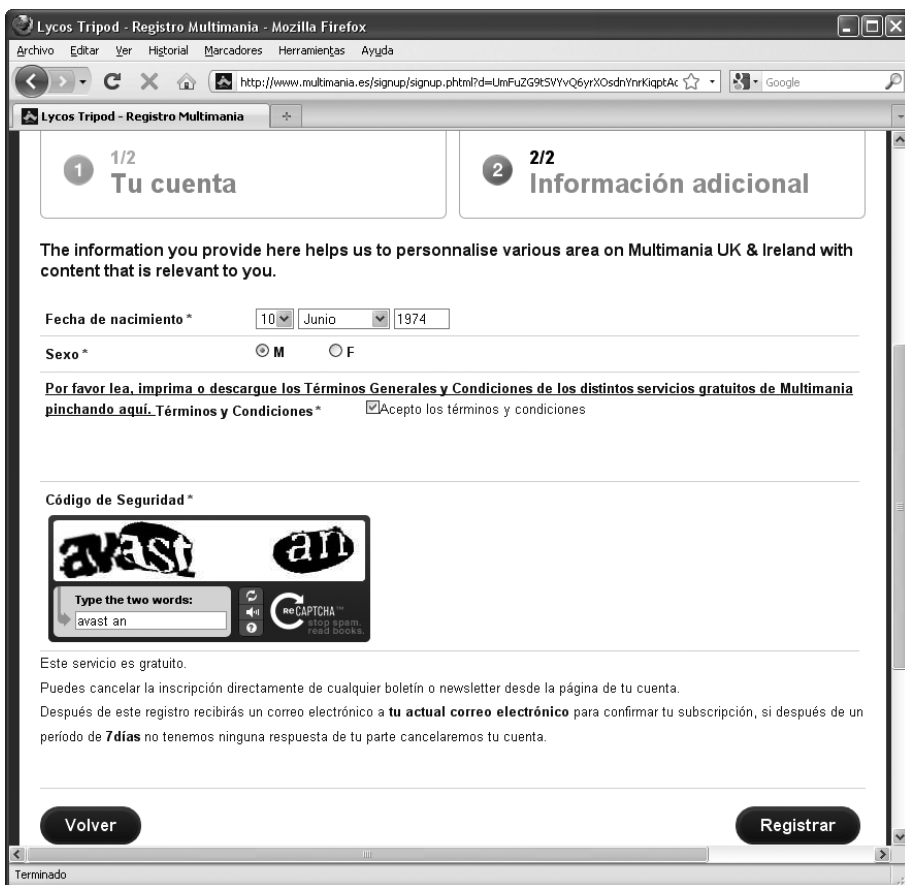 Lycos Tripod - Registro Multimania - Mozilla Firefox
Archivo Editar Ver Historial Marcadores Herramientas Ayuda
http://www.multimania.es/signup/signup.phtml?d=UmFuZG9tSVYvQ6yrXOsdnYnrKiqptAc Google
Lycos Tripod - Registro Multimania
1 1/2 Tu cuenta
2 2/2 Información adicional
The information you provide here helps us to personnalise various area on Multimania UK & Ireland with
content that is relevant to you.
Fecha de nacimiento * 10 Junio 1974
Sexo * M F
Por favor lea, imprima o descargue los Términos Generales y Condiciones de los distintos servicios gratuitos de Multimania
pinchando aquí. Términos y Condiciones * Acepto los términos y condiciones
Código de Seguridad *
avast an
Type the two words:
avast an
reCAPTCHA™
stop spam.
read books.
Este servicio es gratuito.
Puedes cancelar la inscripción directamente de cualquier boletín o newsletter desde la página de tu cuenta.
Después de este registro recibirás un correo electrónico a tu actual correo electrónico para confirmar tu subscripción, si después de un
período de 7días no tenemos ninguna respuesta de tu parte cancelaremos tu cuenta.
Volver Registrar
Terminado